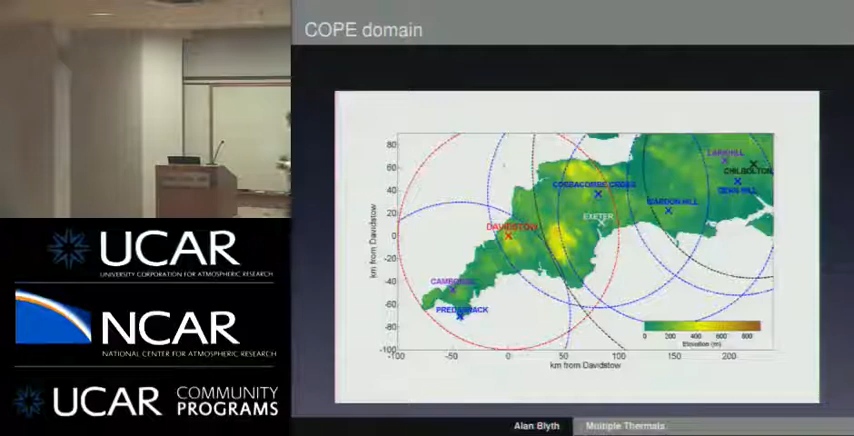 COPE domain
80
60
40
20
0
-20
-40
-60
-80
-100
km from Davidstow
-100
-50
0
50
100
150
200
km from Davidstow
LARKHILL
CHILBOLTON
DEAN HILL
COBBACOMBE CROSS
WARDON HILL
EXETER
DAVIDSTOW
CAMBORNE
PREDANNACK
0
200
400
600
800
Elevation (m)
UCAR
UNIVERSITY CORPORATION FOR ATMOSPHERIC RESEARCH
NCAR
NATIONAL CENTER FOR ATMOSPHERIC RESEARCH
UCAR COMMUNITY
PROGRAMS
Alan Blyth Multiple Thermals